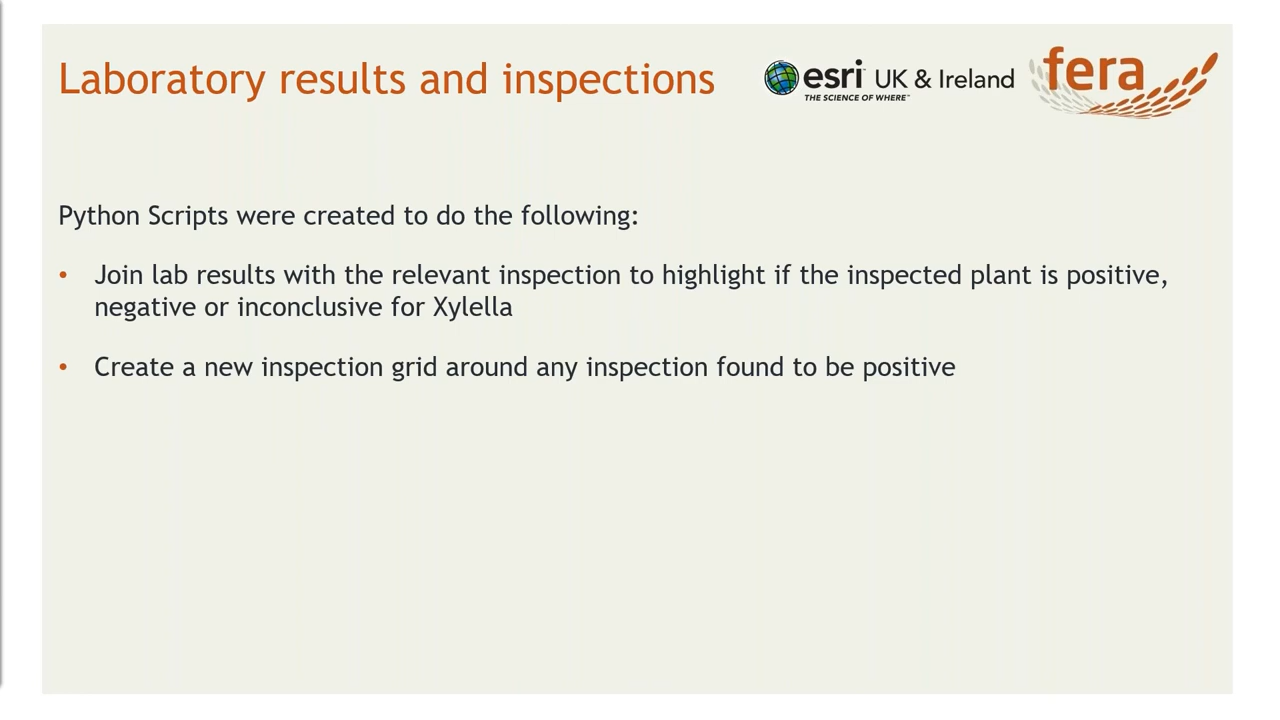 Laboratory results and inspections
esri UK & Ireland
THE SCIENCE OF WHERE™
fera
Python Scripts were created to do the following:
• Join lab results with the relevant inspection to highlight if the inspected plant is positive,
negative or inconclusive for Xylella
• Create a new inspection grid around any inspection found to be positive